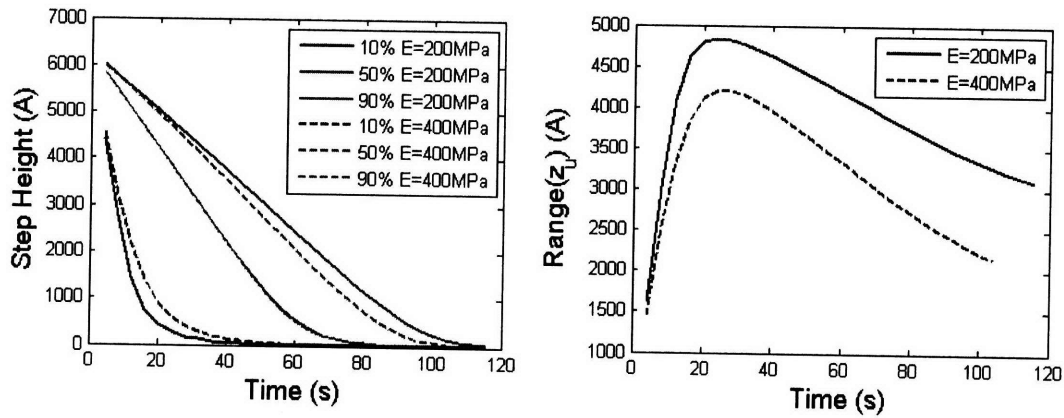 7000
6000
5000
4000
3000
2000
1000
0
Step Height (A)
10% E=200MPa
50% E=200MPa
90% E=200MPa
10% E=400MPa
50% E=400MPa
90% E=400MPa
0 20 40 60 80 100 120
Time (s)
5000
4500
4000
3500
3000
2500
2000
1500
1000
Range(z_u) (A)
E=200MPa
E=400MPa
0 20 40 60 80 100 120
Time (s)